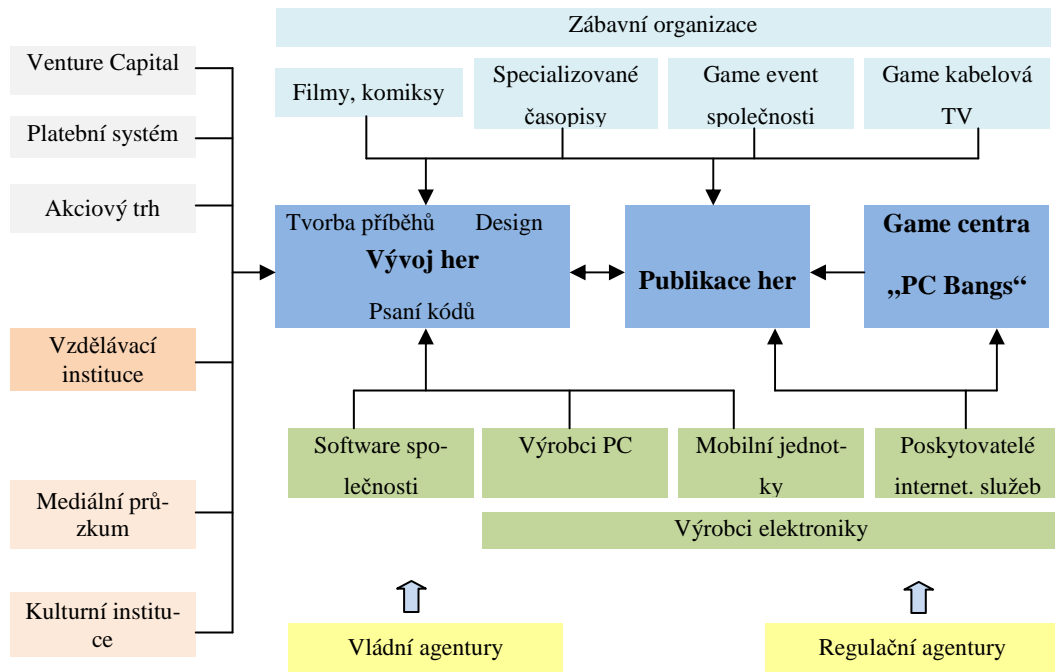 Zábavní organizace
Venture Capital
Platební systém
Akciový trh
Vzdělávací
instituce
Mediální prů-
zkum
Kulturní institu-
ce
Filmy, komiksy
Specializované
časopisy
Game event
společnosti
Game kabelová
TV
Tvorba příběhů Design
Vývoj her
Psaní kódů
Publikace her
Game centra
„PC Bangs“
Software spo-
lečnosti
Výrobci PC
Mobilní jednot-
ky
Poskytovatelé
internet. služeb
Výrobci elektroniky
Vládní agentury
Regulační agentury